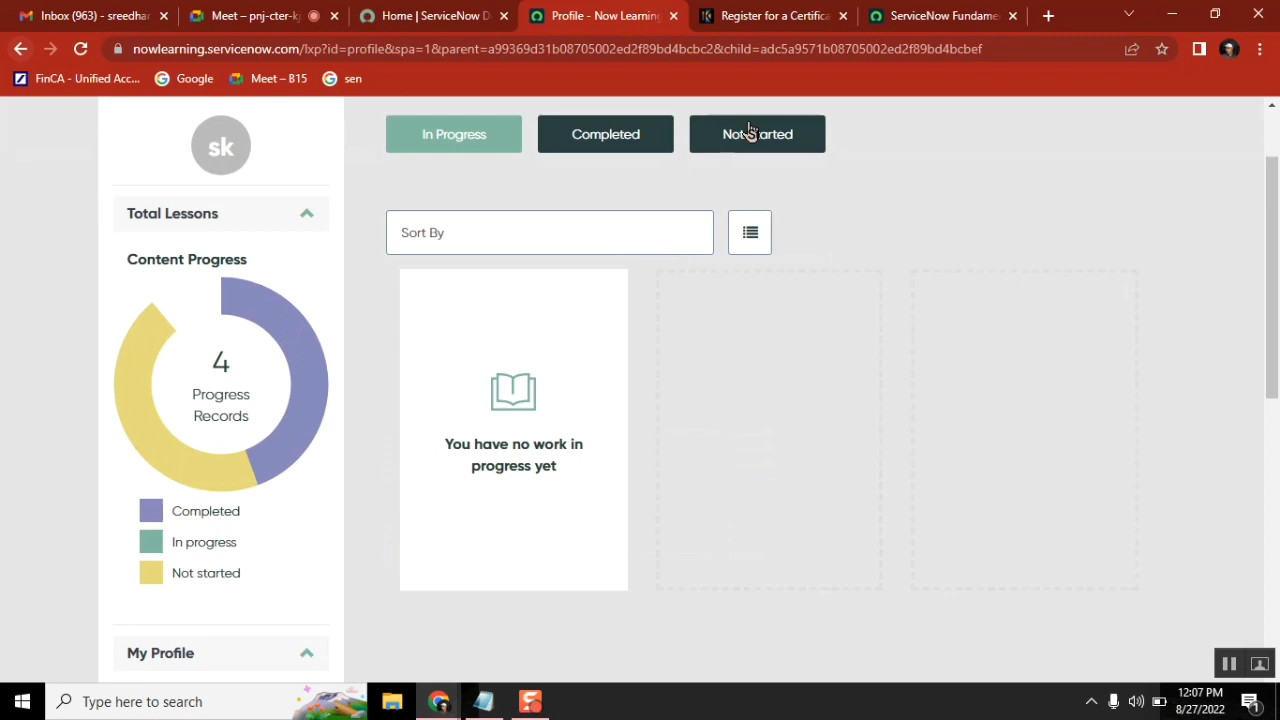 Inbox (963) - sreedhar
Meet – pnj-cter-k
Home | ServiceNow D
Profile - Now Learning
Register for a Certifica
ServiceNow Fundame
nowlearning.servicenow.com/lxp?id=profile&spa=1&parent=a99369d31b08705002ed2f89bd4bcbc2&child=adc5a9571b08705002ed2f89bd4bcbef
FinCA - Unified Acc...
Google
Meet – B15
sen
sk
In Progress
Completed
Not Started
Total Lessons
Sort By
Content Progress
4
Progress
Records
You have no work in
progress yet
Completed
In progress
Not started
My Profile
Type here to search
12:07 PM
8/27/2022
1